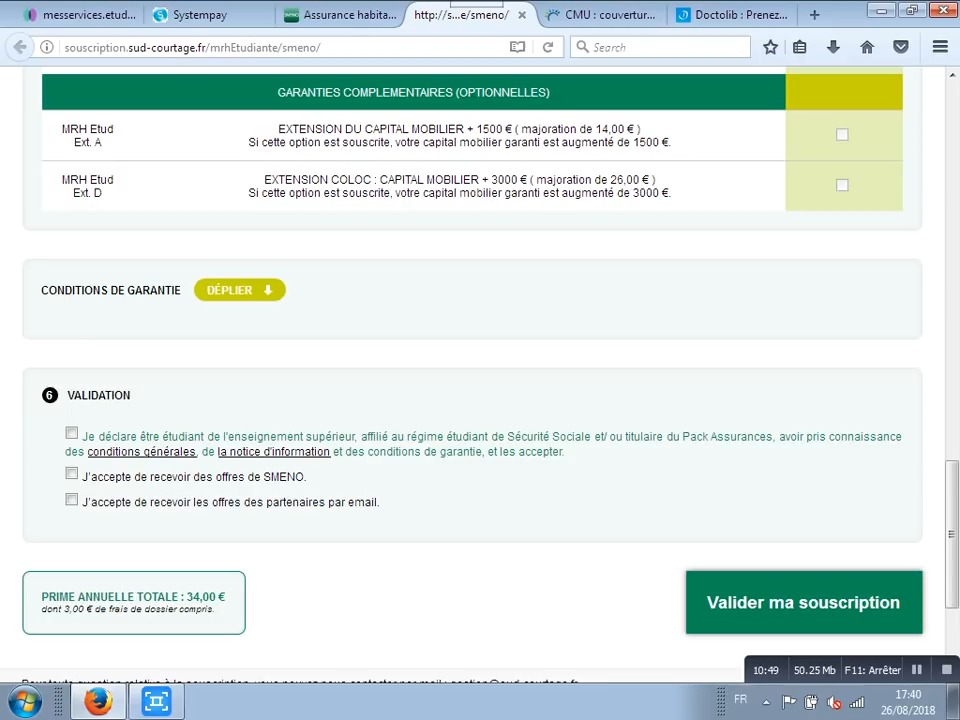 messervices.etud...
Systempay
Assurance habita...
http://s...e/smeno/
CMU : couvertur...
Doctolib : Prenez...
souscription.sud-courtage.fr/mrhEtudiante/smeno/
Search
GARANTIES COMPLEMENTAIRES (OPTIONNELLES)
MRH Etud
Ext. A
EXTENSION DU CAPITAL MOBILIER + 1500 € ( majoration de 14,00 € )
Si cette option est souscrite, votre capital mobilier garanti est augmenté de 1500 €.
MRH Etud
Ext. D
EXTENSION COLOC : CAPITAL MOBILIER + 3000 € ( majoration de 26,00 € )
Si cette option est souscrite, votre capital mobilier garanti est augmenté de 3000 €.
CONDITIONS DE GARANTIE
DÉPLIER
6 VALIDATION
Je déclare être étudiant de l'enseignement supérieur, affilié au régime étudiant de Sécurité Sociale et/ ou titulaire du Pack Assurances, avoir pris connaissance
des conditions générales, de la notice d'information et des conditions de garantie, et les accepter.
J'accepte de recevoir des offres de SMENO.
J'accepte de recevoir les offres des partenaires par email.
PRIME ANNUELLE TOTALE : 34,00 €
dont 3,00 € de frais de dossier compris.
Valider ma souscription
10:49
50.25 Mb
F11: Arrêter
FR
17:40
26/08/2018